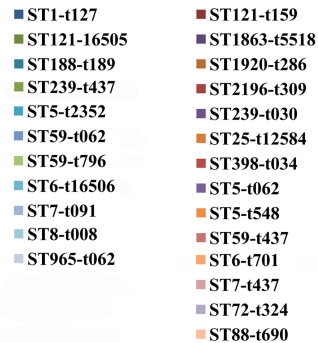 ST1-t127
ST121-16505
ST188-t189
ST239-t437
ST5-t2352
ST59-t062
ST59-t796
ST6-t16506
ST7-t091
ST8-t008
ST965-t062
ST121-t159
ST1863-t5518
ST1920-t286
ST2196-t309
ST239-t030
ST25-t12584
ST398-t034
ST5-t062
ST5-t548
ST59-t437
ST6-t701
ST7-t437
ST72-t324
ST88-t690